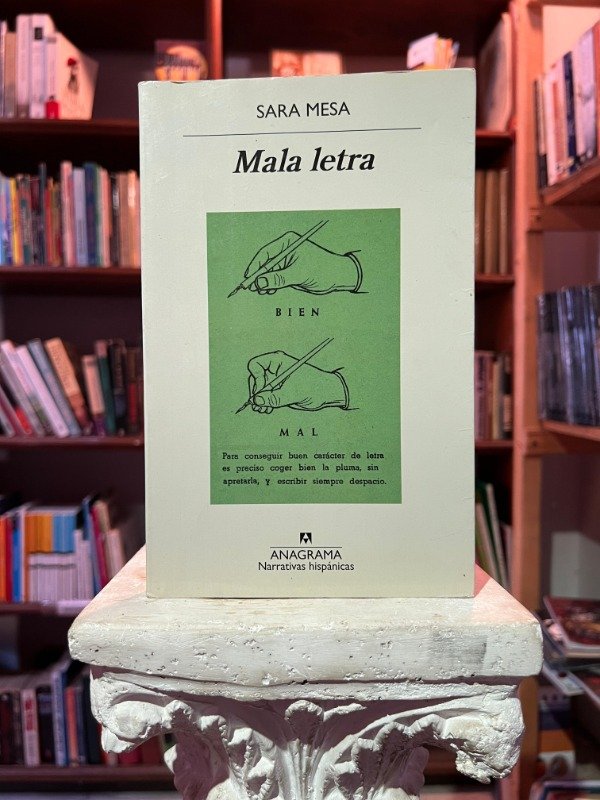 SARA MESA
Mala letra
BIEN
MAL
Para conseguir buen carácter de letra
es preciso coger bien la pluma, sin
apretarla, y escribir siempre despacio.
ANAGRAMA
Narrativas hispánicas